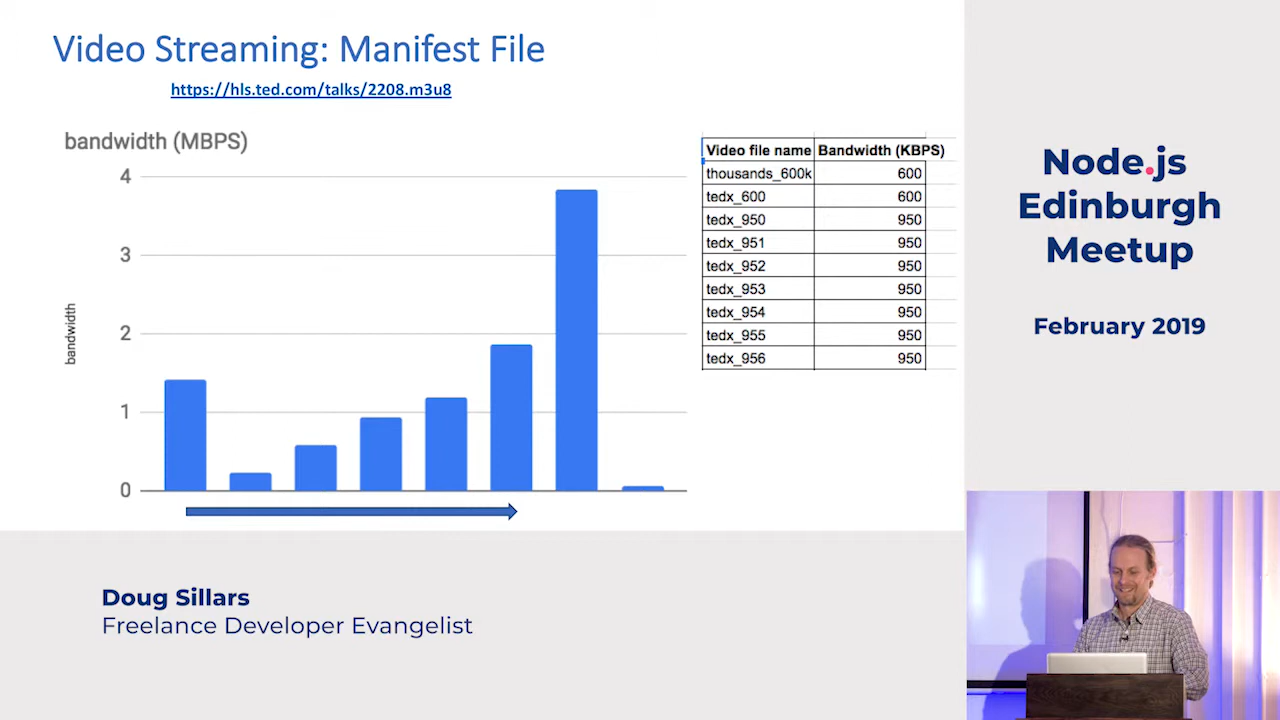 Video Streaming: Manifest File
https://hls.ted.com/talks/2208.m3u8
bandwidth (MBPS)
4
3
2
1
0
bandwidth
Video file name Bandwidth (KBPS)
thousands_600k 600
tedx_600 600
tedx_950 950
tedx_951 950
tedx_952 950
tedx_953 950
tedx_954 950
tedx_955 950
tedx_956 950
Node.js
Edinburgh
Meetup
February 2019
Doug Sillars
Freelance Developer Evangelist